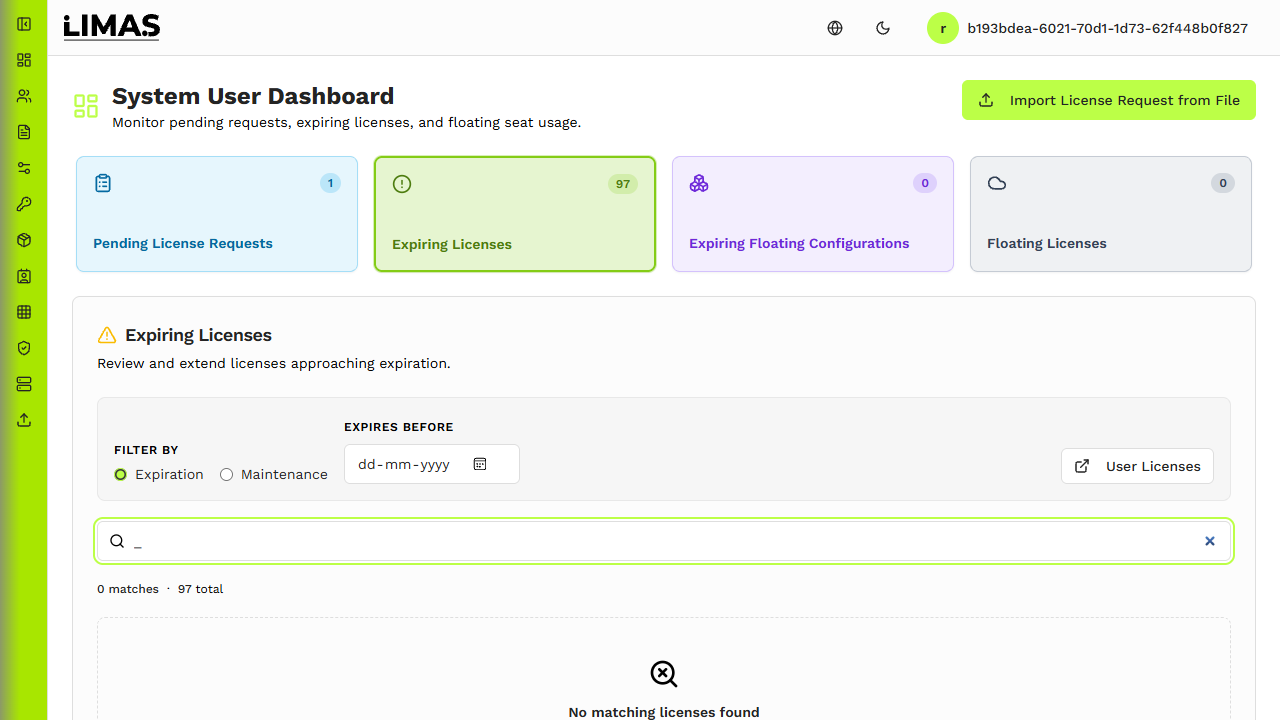 LIMAS
r b193bdea-6021-70d1-1d73-62f448b0f827
System User Dashboard
Monitor pending requests, expiring licenses, and floating seat usage.
Import License Request from File
1
Pending License Requests
97
Expiring Licenses
0
Expiring Floating Configurations
0
Floating Licenses
Expiring Licenses
Review and extend licenses approaching expiration.
FILTER BY
Expiration Maintenance
EXPIRES BEFORE
dd-mm-yyyy
User Licenses
_
0 matches · 97 total
No matching licenses found